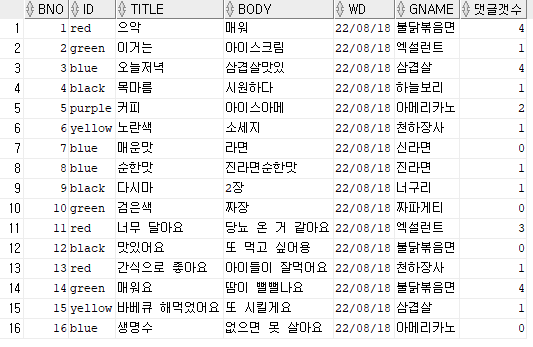 BNO ID TITLE BODY WD GNAME 댓글갯수
1 1 red 으악 매워 22/08/18 불닭볶음면 4
2 2 green 이거는 아이스크림 22/08/18 엑설런트 1
3 3 blue 오늘저녁 삼겹살맛있 22/08/18 삼겹살 4
4 4 black 목마름 시원하다 22/08/18 하늘보리 1
5 5 purple 커피 아이스아메 22/08/18 아메리카노 2
6 6 yellow 노란색 소세지 22/08/18 천하장사 1
7 7 blue 매운맛 라면 22/08/18 신라면 0
8 8 blue 순한맛 진라면순한맛 22/08/18 진라면 1
9 9 black 다시마 2장 22/08/18 너구리 1
10 10 green 검은색 짜장 22/08/18 짜파게티 0
11 11 red 너무 달아요 당뇨 온 거 같아요 22/08/18 엑설런트 3
12 12 black 맛있어요 또 먹고 싶어용 22/08/18 불닭볶음면 0
13 13 red 간식으로 좋아요 아이들이 잘먹어요 22/08/18 천하장사 1
14 14 green 매워요 땀이 뻘뻘나요 22/08/18 불닭볶음면 4
15 15 yellow 바베큐 해먹었어요 또 시킬게요 22/08/18 삼겹살 1
16 16 blue 생명수 없으면 못 살아요 22/08/18 아메리카노 0